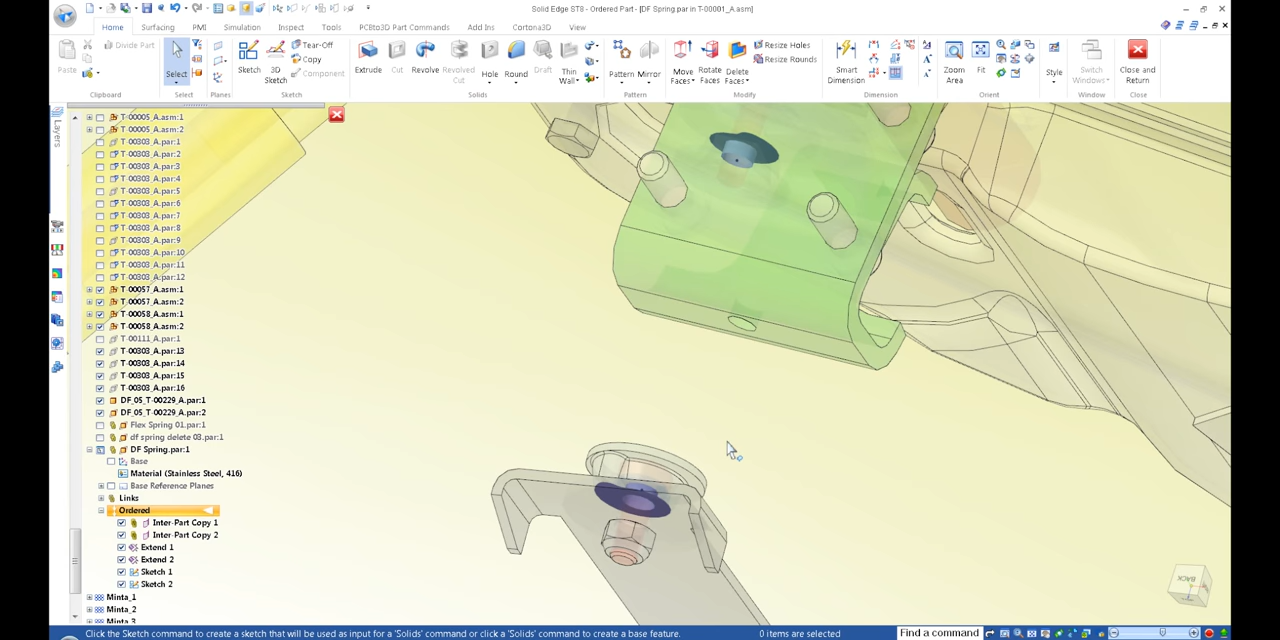 Solid Edge ST8 - Ordered Part - [DF Spring.par in T-00001_A.asm]
Home
Surfacing
PMI
Simulation
Inspect
Tools
PC8to3D Part Commands
Add Ins
Cortona3D
View
Paste
Divide Part
Clipboard
Select
Select
Planes
Sketch
3D Sketch
Tear-Off
Copy
Component
Sketch
Extrude
Cut
Revolve
Revolved Cut
Hole
Round
Draft
Thin Wall
Solids
Pattern
Mirror
Pattern
Move Faces
Rotate Faces
Delete Faces
Resize Holes
Resize Rounds
Modify
Smart Dimension
Dimension
Zoom Area
Fit
Orient
Style
Switch Windows
Window
Close and Return
Close
Layers
T-00005_A.asm:1
T-00005_A.asm:2
T-00303_A.par:1
T-00303_A.par:2
T-00303_A.par:3
T-00303_A.par:4
T-00303_A.par:5
T-00303_A.par:6
T-00303_A.par:7
T-00303_A.par:8
T-00303_A.par:9
T-00303_A.par:10
T-00303_A.par:11
T-00303_A.par:12
T-00057_A.asm:1
T-00057_A.asm:2
T-00058_A.asm:1
T-00058_A.asm:2
T-00111_A.par:1
T-00303_A.par:13
T-00303_A.par:14
T-00303_A.par:15
T-00303_A.par:16
DF_05_T-00229_A.par:1
DF_05_T-00229_A.par:2
Flex Spring 01.par:1
df spring delete 03.par:1
DF Spring.par:1
Base
Material (Stainless Steel, 416)
Base Reference Planes
Links
Ordered
Inter-Part Copy 1
Inter-Part Copy 2
Extend 1
Extend 2
Sketch 1
Sketch 2
Minta_1
Minta_2
Minta_3
BACK
Click the Sketch command to create a sketch that will be used as input for a 'Solids' command or click a 'Solids' command to create a base feature.
0 items are selected
Find a command